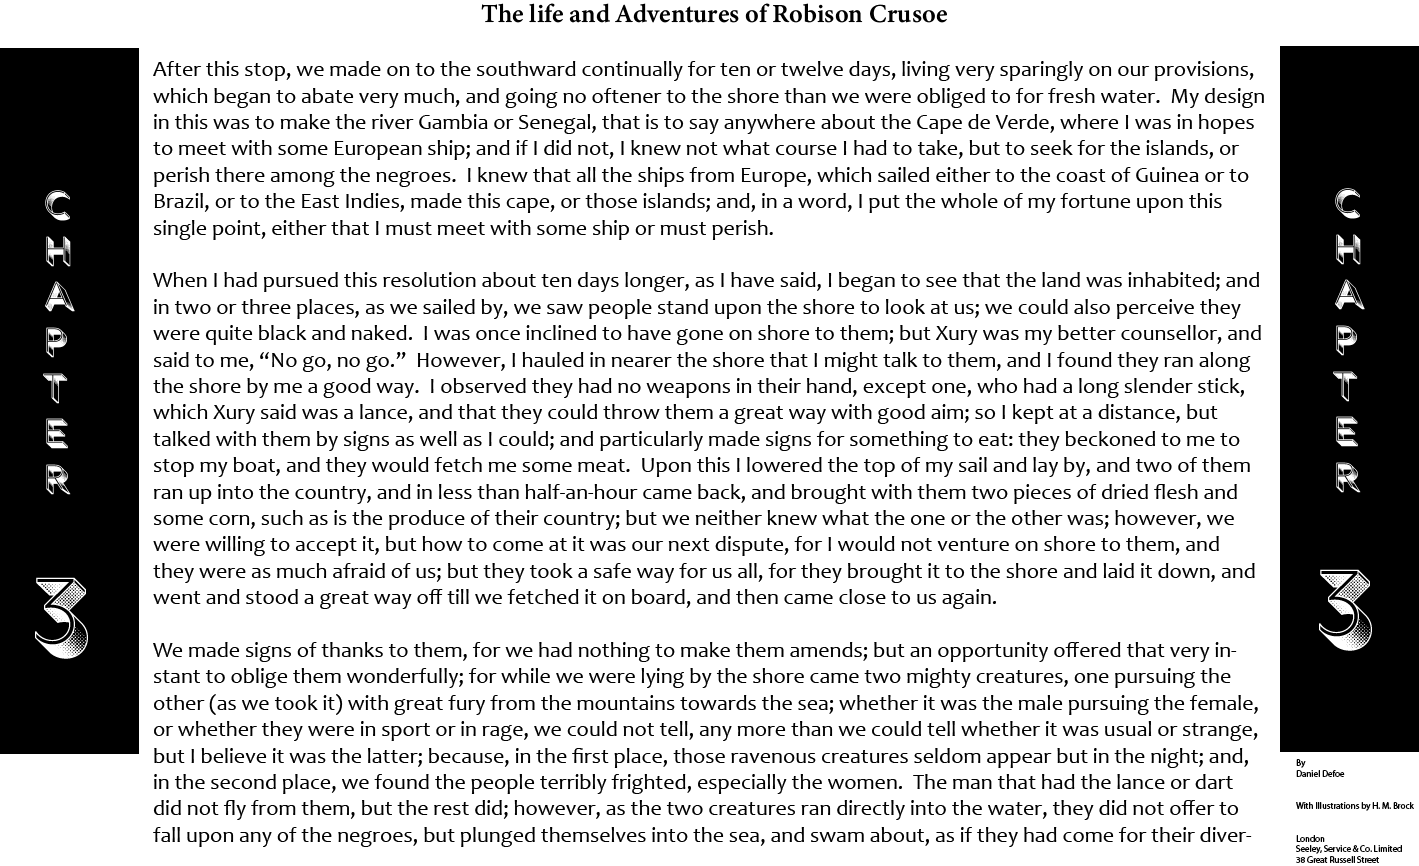 The life and Adventures of Robison Crusoe
C
H
A
P
T
E
R
3
After this stop, we made on to the southward continually for ten or twelve days, living very sparingly on our provisions,
which began to abate very much, and going no oftener to the shore than we were obliged to for fresh water.  My design
in this was to make the river Gambia or Senegal, that is to say anywhere about the Cape de Verde, where I was in hopes
to meet with some European ship; and if I did not, I knew not what course I had to take, but to seek for the islands, or
perish there among the negroes.  I knew that all the ships from Europe, which sailed either to the coast of Guinea or to
Brazil, or to the East Indies, made this cape, or those islands; and, in a word, I put the whole of my fortune upon this
single point, either that I must meet with some ship or must perish.
When I had pursued this resolution about ten days longer, as I have said, I began to see that the land was inhabited; and
in two or three places, as we sailed by, we saw people stand upon the shore to look at us; we could also perceive they
were quite black and naked.  I was once inclined to have gone on shore to them; but Xury was my better counsellor, and
said to me, “No go, no go.”  However, I hauled in nearer the shore that I might talk to them, and I found they ran along
the shore by me a good way.  I observed they had no weapons in their hand, except one, who had a long slender stick,
which Xury said was a lance, and that they could throw them a great way with good aim; so I kept at a distance, but
talked with them by signs as well as I could; and particularly made signs for something to eat: they beckoned to me to
stop my boat, and they would fetch me some meat.  Upon this I lowered the top of my sail and lay by, and two of them
ran up into the country, and in less than half-an-hour came back, and brought with them two pieces of dried flesh and
some corn, such as is the produce of their country; but we neither knew what the one or the other was; however, we
were willing to accept it, but how to come at it was our next dispute, for I would not venture on shore to them, and
they were as much afraid of us; but they took a safe way for us all, for they brought it to the shore and laid it down, and
went and stood a great way off till we fetched it on board, and then came close to us again.
We made signs of thanks to them, for we had nothing to make them amends; but an opportunity offered that very in-
stant to oblige them wonderfully; for while we were lying by the shore came two mighty creatures, one pursuing the
other (as we took it) with great fury from the mountains towards the sea; whether it was the male pursuing the female,
or whether they were in sport or in rage, we could not tell, any more than we could tell whether it was usual or strange,
but I believe it was the latter; because, in the first place, those ravenous creatures seldom appear but in the night; and,
in the second place, we found the people terribly frighted, especially the women.  The man that had the lance or dart
did not fly from them, but the rest did; however, as the two creatures ran directly into the water, they did not offer to
fall upon any of the negroes, but plunged themselves into the sea, and swam about, as if they had come for their diver-
C
H
A
P
T
E
R
3
By
Daniel Defoe
With Illustrations by H. M. Brock
London
Seeley, Service & Co. Limited
38 Great Russell Street